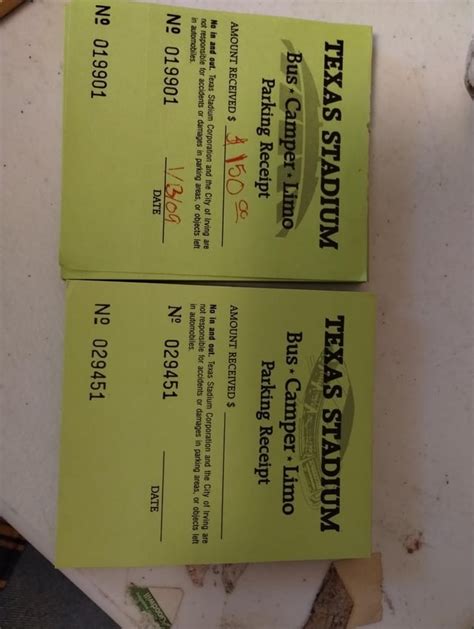 TEXAS STADIUM
Bus ★ Camper ★ Limo
Parking Receipt
AMOUNT RECEIVED $ $150.00
No in and out. Texas Stadium Corporation and the City of Irving are
not responsible for accidents or damages in parking areas, or objects left
in automobiles.
1/3/09
DATE
Nº 019901
Nº 019901
TEXAS STADIUM
Bus ★ Camper ★ Limo
Parking Receipt
AMOUNT RECEIVED $
No in and out. Texas Stadium Corporation and the City of Irving are
not responsible for accidents or damages in parking areas, or objects left
in automobiles.
DATE
Nº 029451
Nº 029451